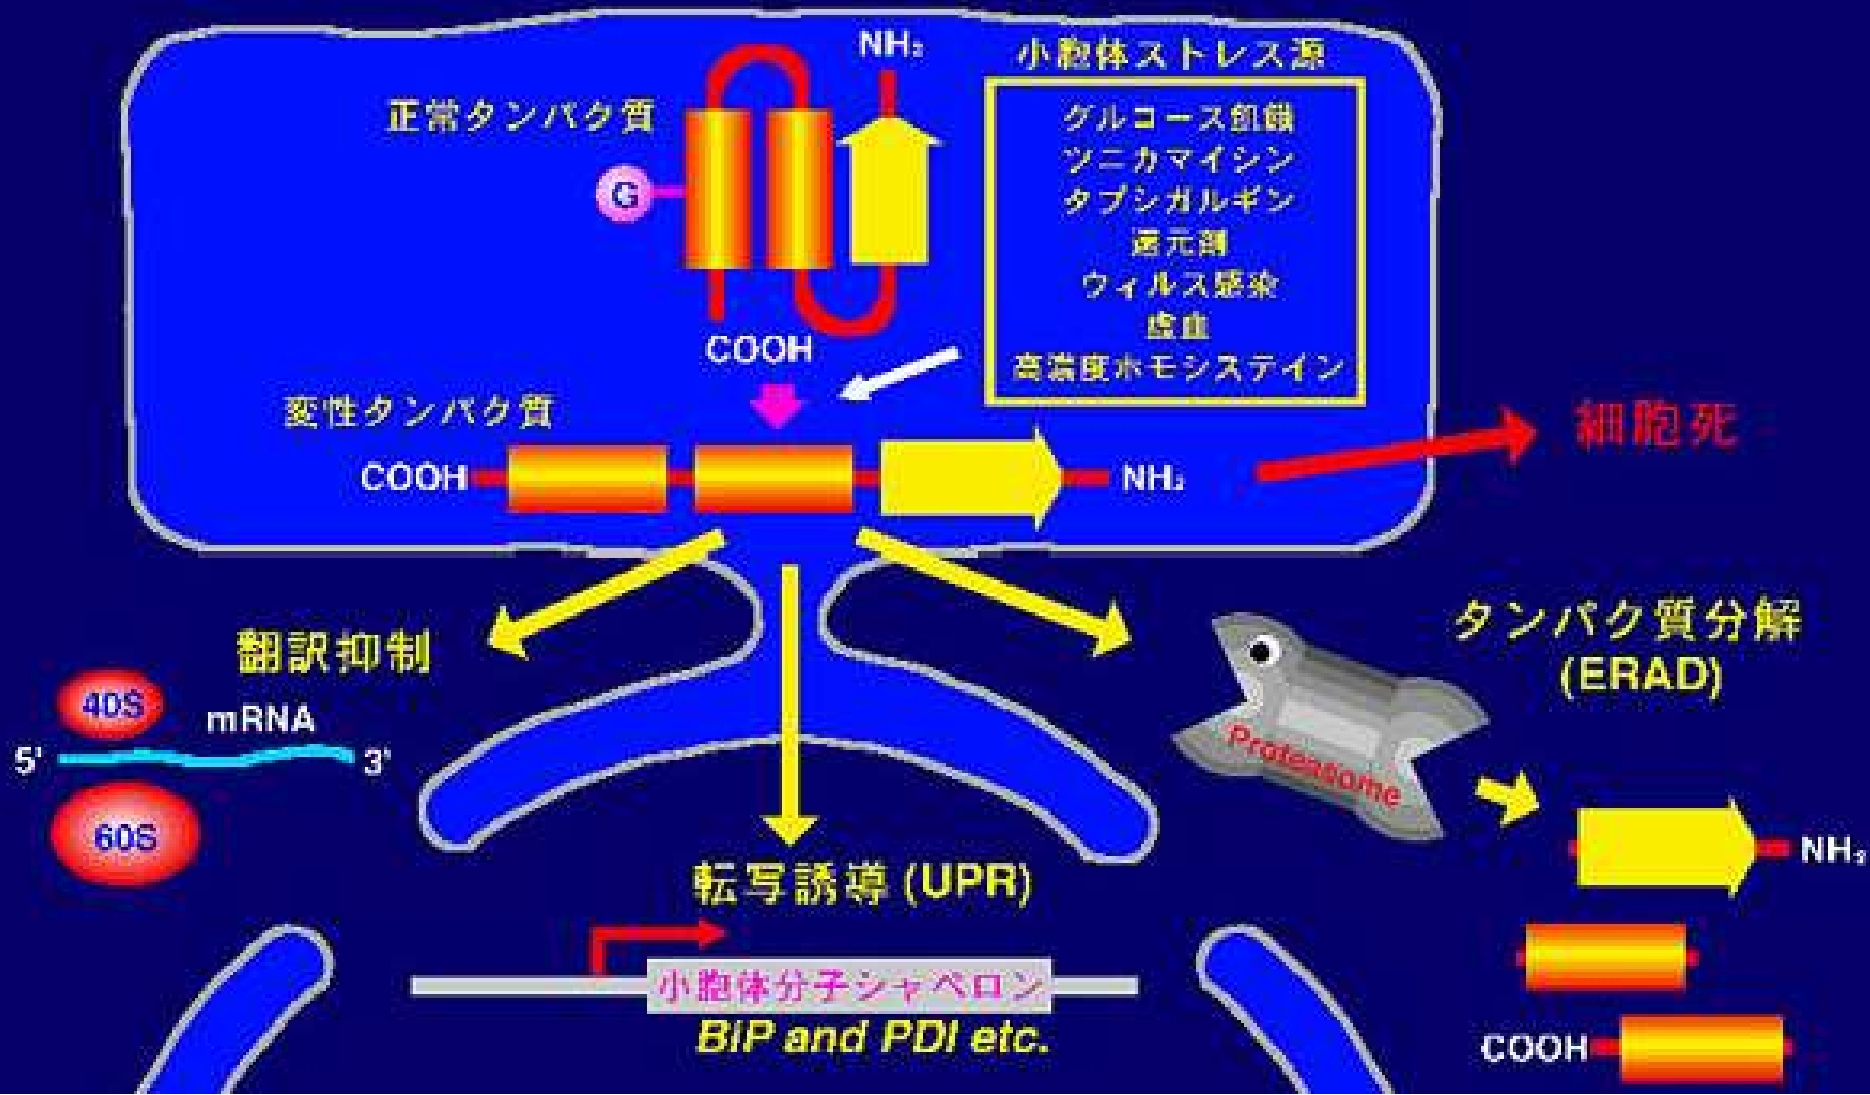 NH₂
小胞体ストレス源
正常タンパク質
グルコース飢餓
ツニカマイシン
タプシガルギン
還元剤
ウィルス感染
虚血
高濃度ホモシステイン
G
COOH
変性タンパク質
細胞死
COOH
NH₂
翻訳抑制
タンパク質分解
(ERAD)
40S
mRNA
5'
3'
60S
Proteasome
転写誘導 (UPR)
NH₂
小胞体分子シャペロン
BiP and PDI etc.
COOH